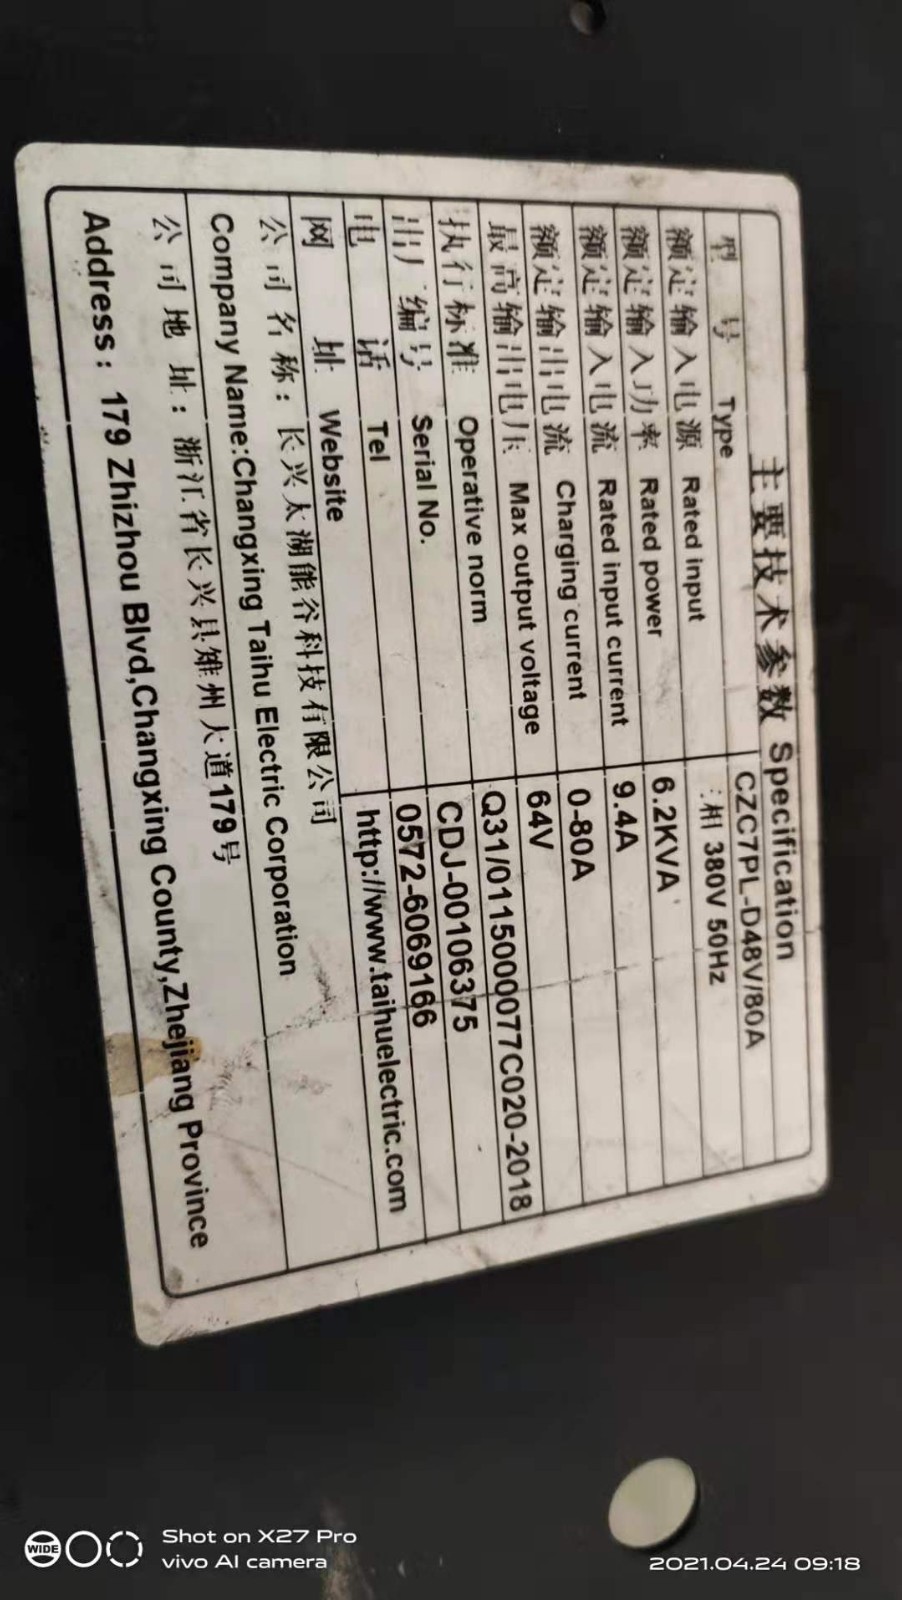 主要技术参数 Specification
型 号 Type CZC7PL-D48V/80A
额定输入电源 Rated input 三相 380V 50Hz
额定输入功率 Rated power 6.2KVA
额定输入电流 Rated input current 9.4A
额定输出电流 Charging current 0-80A
最高输出电压 Max output voltage 64V
执行标准 Operative norm Q31/0115000077C020-2018
出厂编号 Serial No. CDJ-00106375
电 话 Tel 0572-6069166
网 址 Website http://www.taihuelectric.com
公司名称：长兴太湖能谷科技有限公司
Company Name:Changxing Taihu Electric Corporation
公司地址：浙江省长兴县雉州大道179号
Address: 179 Zhizhou Blvd,Changxing County,Zhejiang Province
WIDE
Shot on X27 Pro
vivo AI camera
2021.04.24 09:18